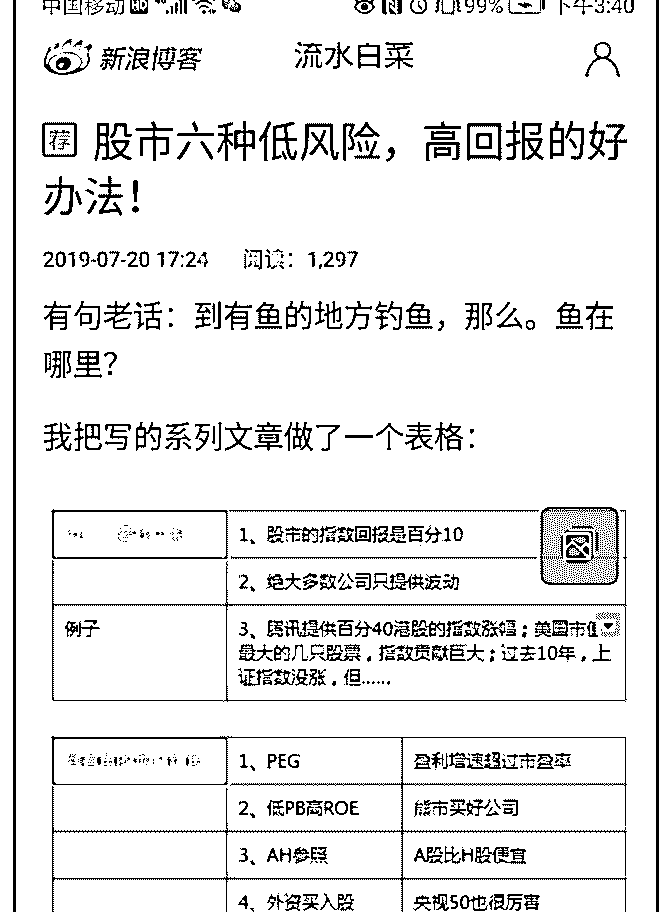 中国移动 HD 99% 下午3:40
新浪博客 流水白菜
荐 股市六种低风险，高回报的好
办法！
2019-07-20 17:24 阅读：1,297
有句老话：到有鱼的地方钓鱼，那么。鱼在
哪里？
我把写的系列文章做了一个表格：
1、股市的指数回报是百分10
2、绝大多数公司只提供波动
例子
3、腾讯提供百分40港股的指数涨幅；美国市值
最大的几只股票，指数贡献巨大；过去10年，上
证指数没涨，但……
1、PEG 盈利增速超过市盈率
2、低PB高ROE 熊市买好公司
3、AH参照 A股比H股便宜
4、外资买入股 央视50也很厉害